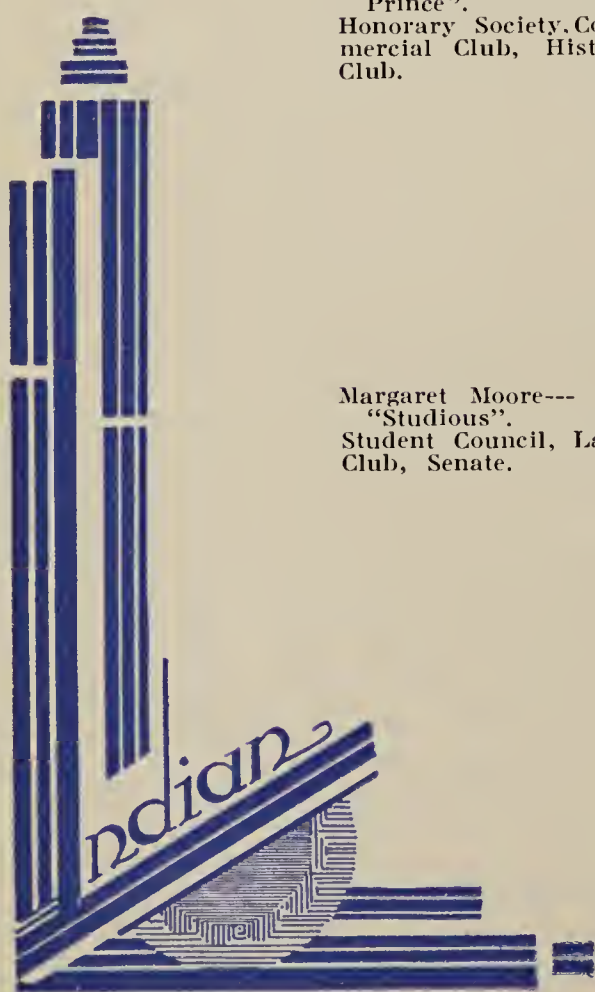 Prince".
Honorary Society, Co
mercial Club, Hist
Club.
Margaret Moore---
"Studious".
Student Council, La
Club, Senate.
ndian